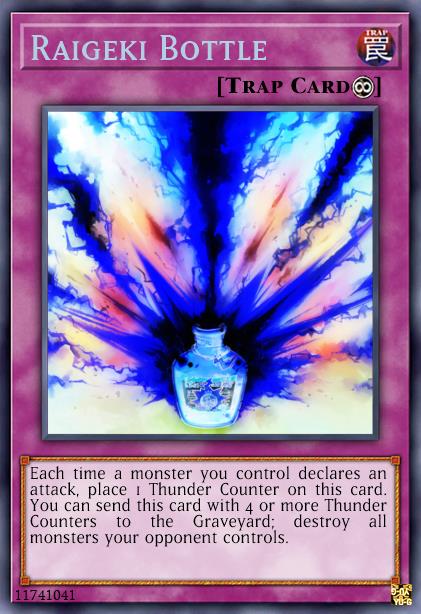 RAIGEKI BOTTLE
TRAP
罠
[TRAP CARD♾]
Each time a monster you control declares an
attack, place 1 Thunder Counter on this card.
You can send this card with 4 or more Thunder
Counters to the Graveyard; destroy all
monsters your opponent controls.
11741041